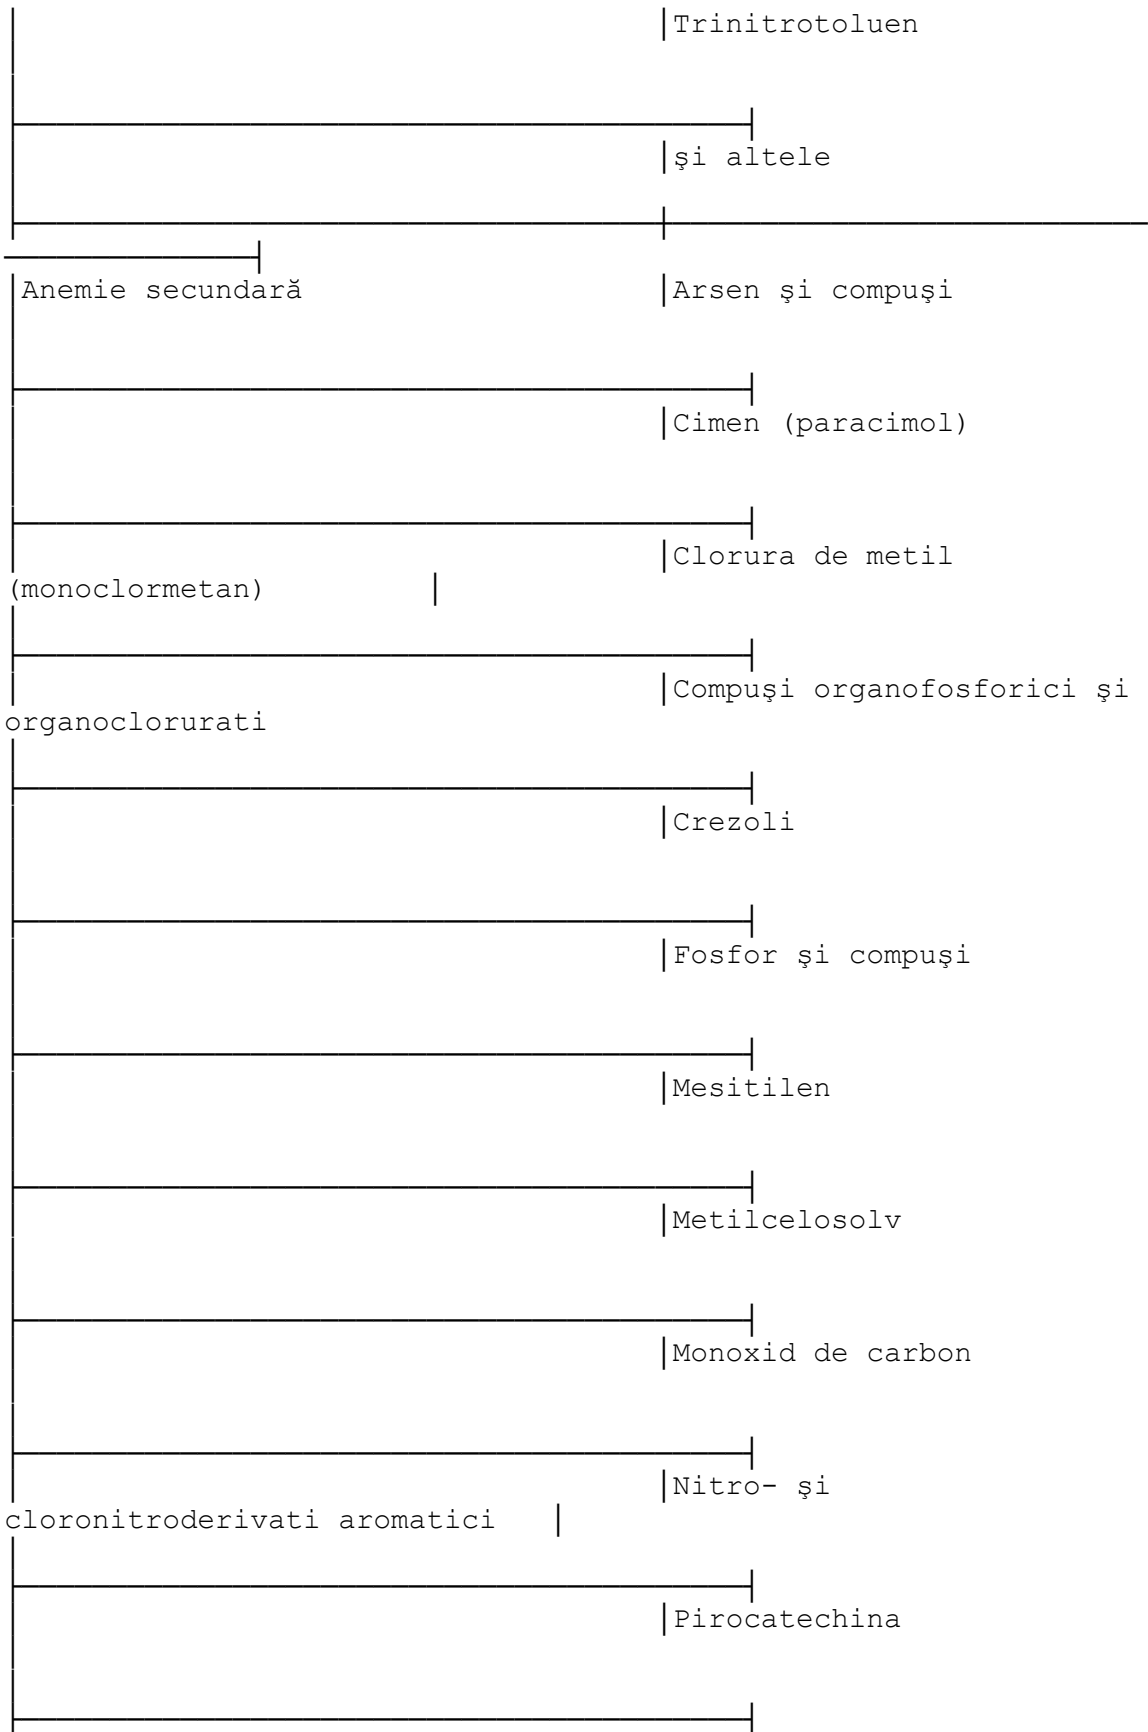 Trinitrotoluen
şi altele
Anemie secundară Arsen şi compuşi
Cimen (paracimol)
Clorura de metil
(monoclormetan)
Compuşi organofosforici şi
organoclorurati
Crezoli
Fosfor şi compuşi
Mesitilen
Metilcelosolv
Monoxid de carbon
Nitro- şi
cloronitroderivati aromatici
Pirocatechina